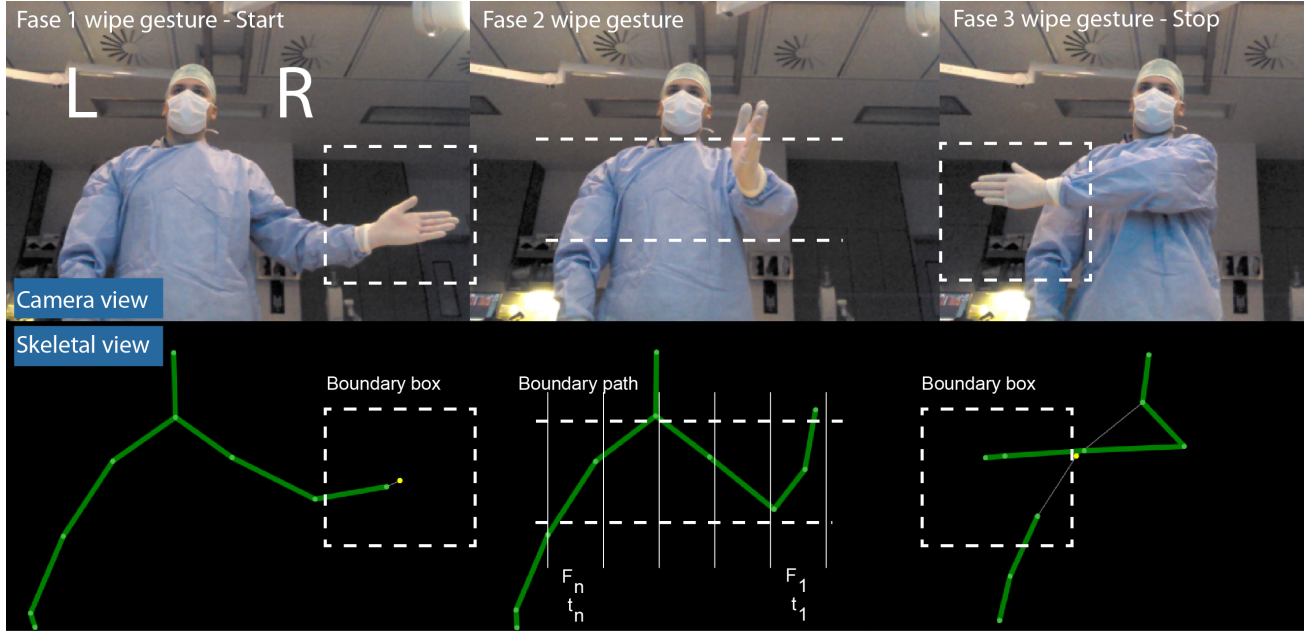 Fase 1 wipe gesture - Start
Fase 2 wipe gesture
Fase 3 wipe gesture - Stop
L R
Camera view
Skeletal view
Boundary box
Boundary path
Boundary box
Fn
F1
tn
t1